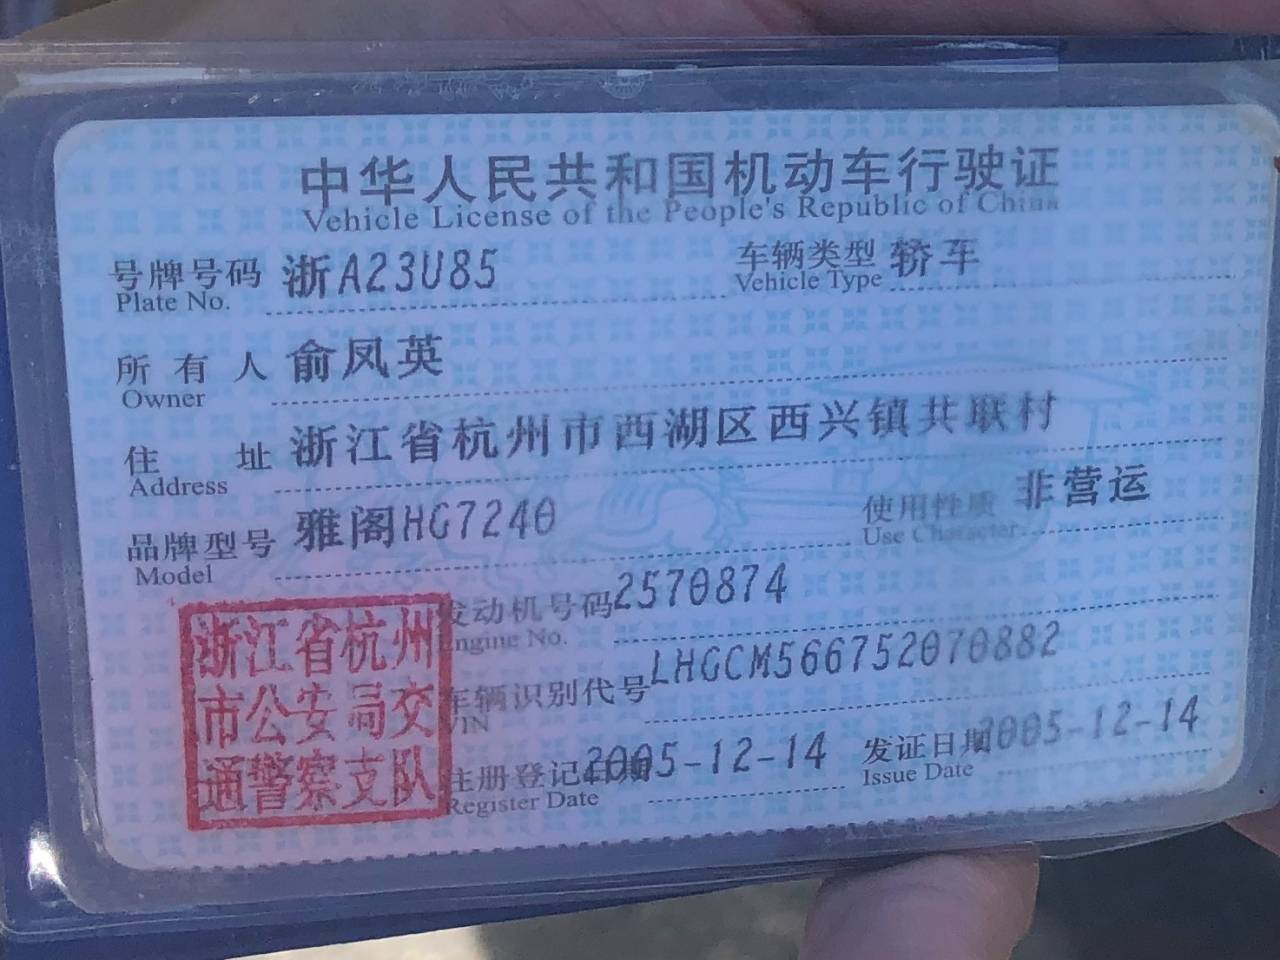 中华人民共和国机动车行驶证
Vehicle License of the People's Republic of China
号牌号码 浙A23U85 车辆类型 轿车
Plate No. Vehicle Type
所有人 俞凤英
Owner
住址 浙江省杭州市西湖区西兴镇共联村
Address
品牌型号 雅阁HG7240 使用性质 非营运
Model Use Character
发动机号码 2570874
Engine No.
车辆识别代号 LHGCM566752070882
VIN
注册登记日期 2005-12-14 发证日期 2005-12-14
Register Date Issue Date
浙江省杭州
市公安局交
通警察支队